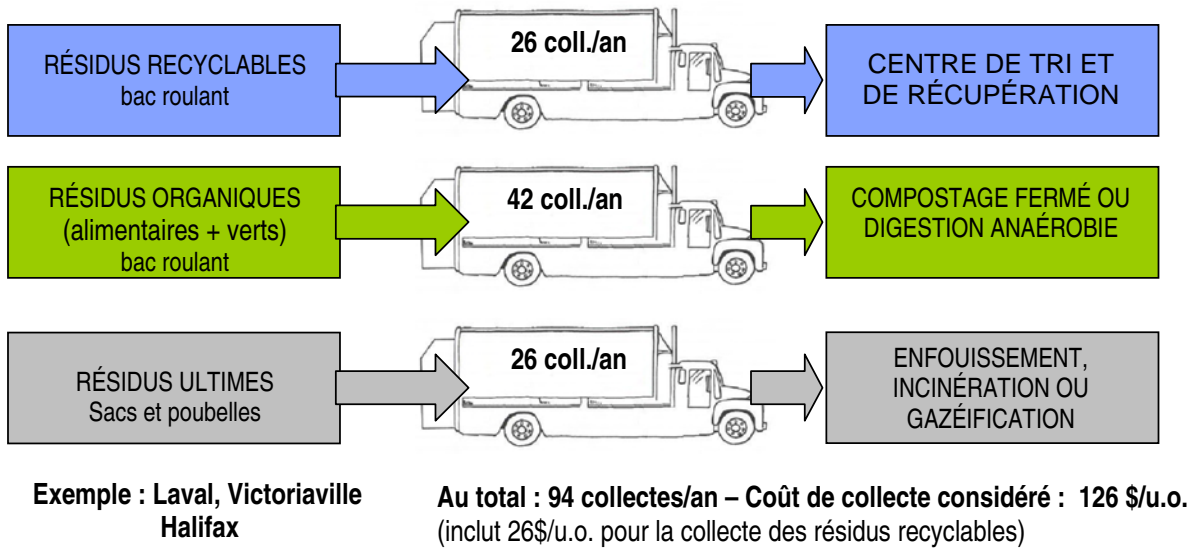 RÉSIDUS RECYCLABLES
bac roulant
26 coll./an
CENTRE DE TRI ET
DE RÉCUPÉRATION
RÉSIDUS ORGANIQUES
(alimentaires + verts)
bac roulant
42 coll./an
COMPOSTAGE FERMÉ OU
DIGESTION ANAÉROBIE
RÉSIDUS ULTIMES
Sacs et poubelles
26 coll./an
ENFOUISSEMENT,
INCINÉRATION OU
GAZÉIFICATION
Exemple : Laval, Victoriaville
Halifax
Au total : 94 collectes/an – Coût de collecte considéré : 126 $/u.o.
(inclut 26$/u.o. pour la collecte des résidus recyclables)